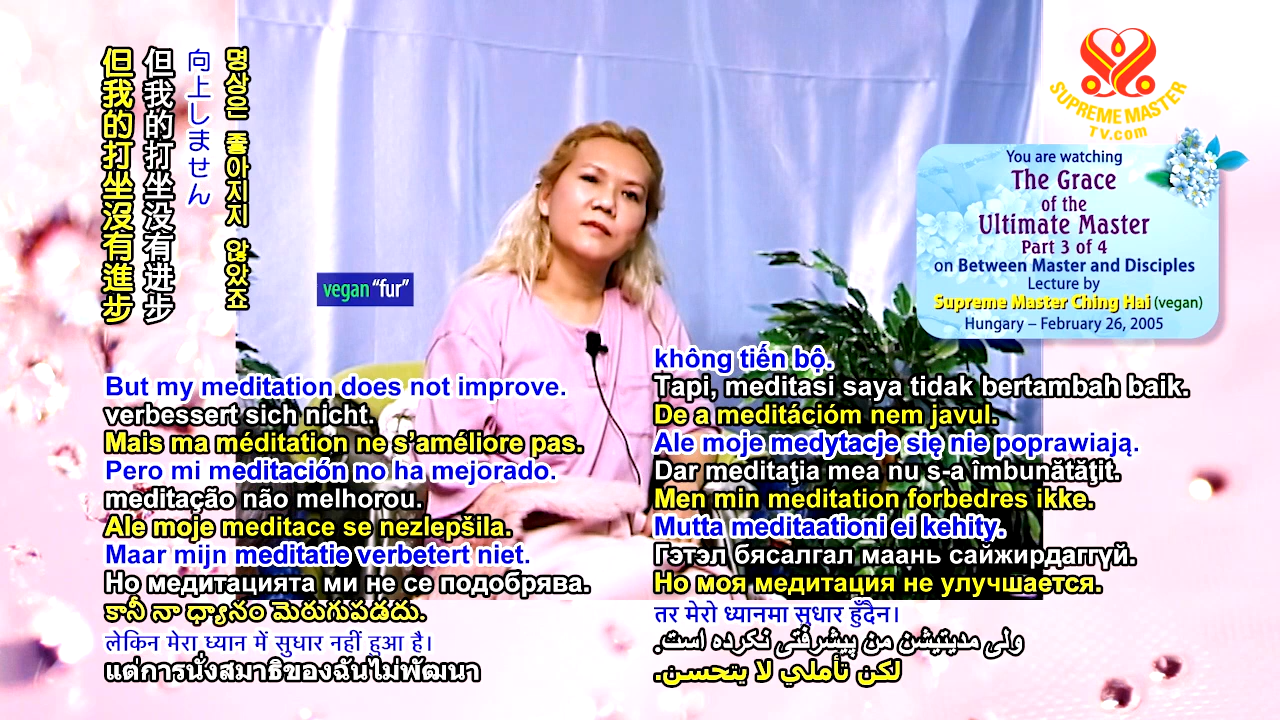 但我的打坐沒有進步
但我的打坐没有进步
向上しません
명상은 좋아지지 않았죠
SUPREME MASTER
TV.com
You are watching
The Grace
of the
Ultimate Master
Part 3 of 4
on Between Master and Disciples
Lecture by
Supreme Master Ching Hai (vegan)
Hungary – February 26, 2005
vegan “fur”
But my meditation does not improve.
verbessert sich nicht.
Mais ma méditation ne s’améliore pas.
Pero mi meditación no ha mejorado.
meditação não melhorou.
Ale moje meditace se nezlepšila.
Maar mijn meditatie verbetert niet.
Но медитацията ми не се подобрява.
కానీ నా ధ్యానం మెరుగుపడదు.
लेकिन मेरा ध्यान में सुधार नहीं हुआ है।
แต่การนั่งสมาธิของฉันไม่พัฒนา
không tiến bộ.
Tapi, meditasi saya tidak bertambah baik.
De a meditációm nem javul.
Ale moje medytacje się nie poprawiają.
Dar meditaţia mea nu s-a îmbunătăţit.
Men min meditation forbedres ikke.
Mutta meditaationi ei kehity.
Гэтэл бясалгал маань сайжирдаггүй.
Но моя медитация не улучшается.
तर मेरो ध्यानमा सुधार हुँदैन।
ولی مدیتیشن من پیشرفتی نکرده است.
لكن تأملي لا يتحسن.